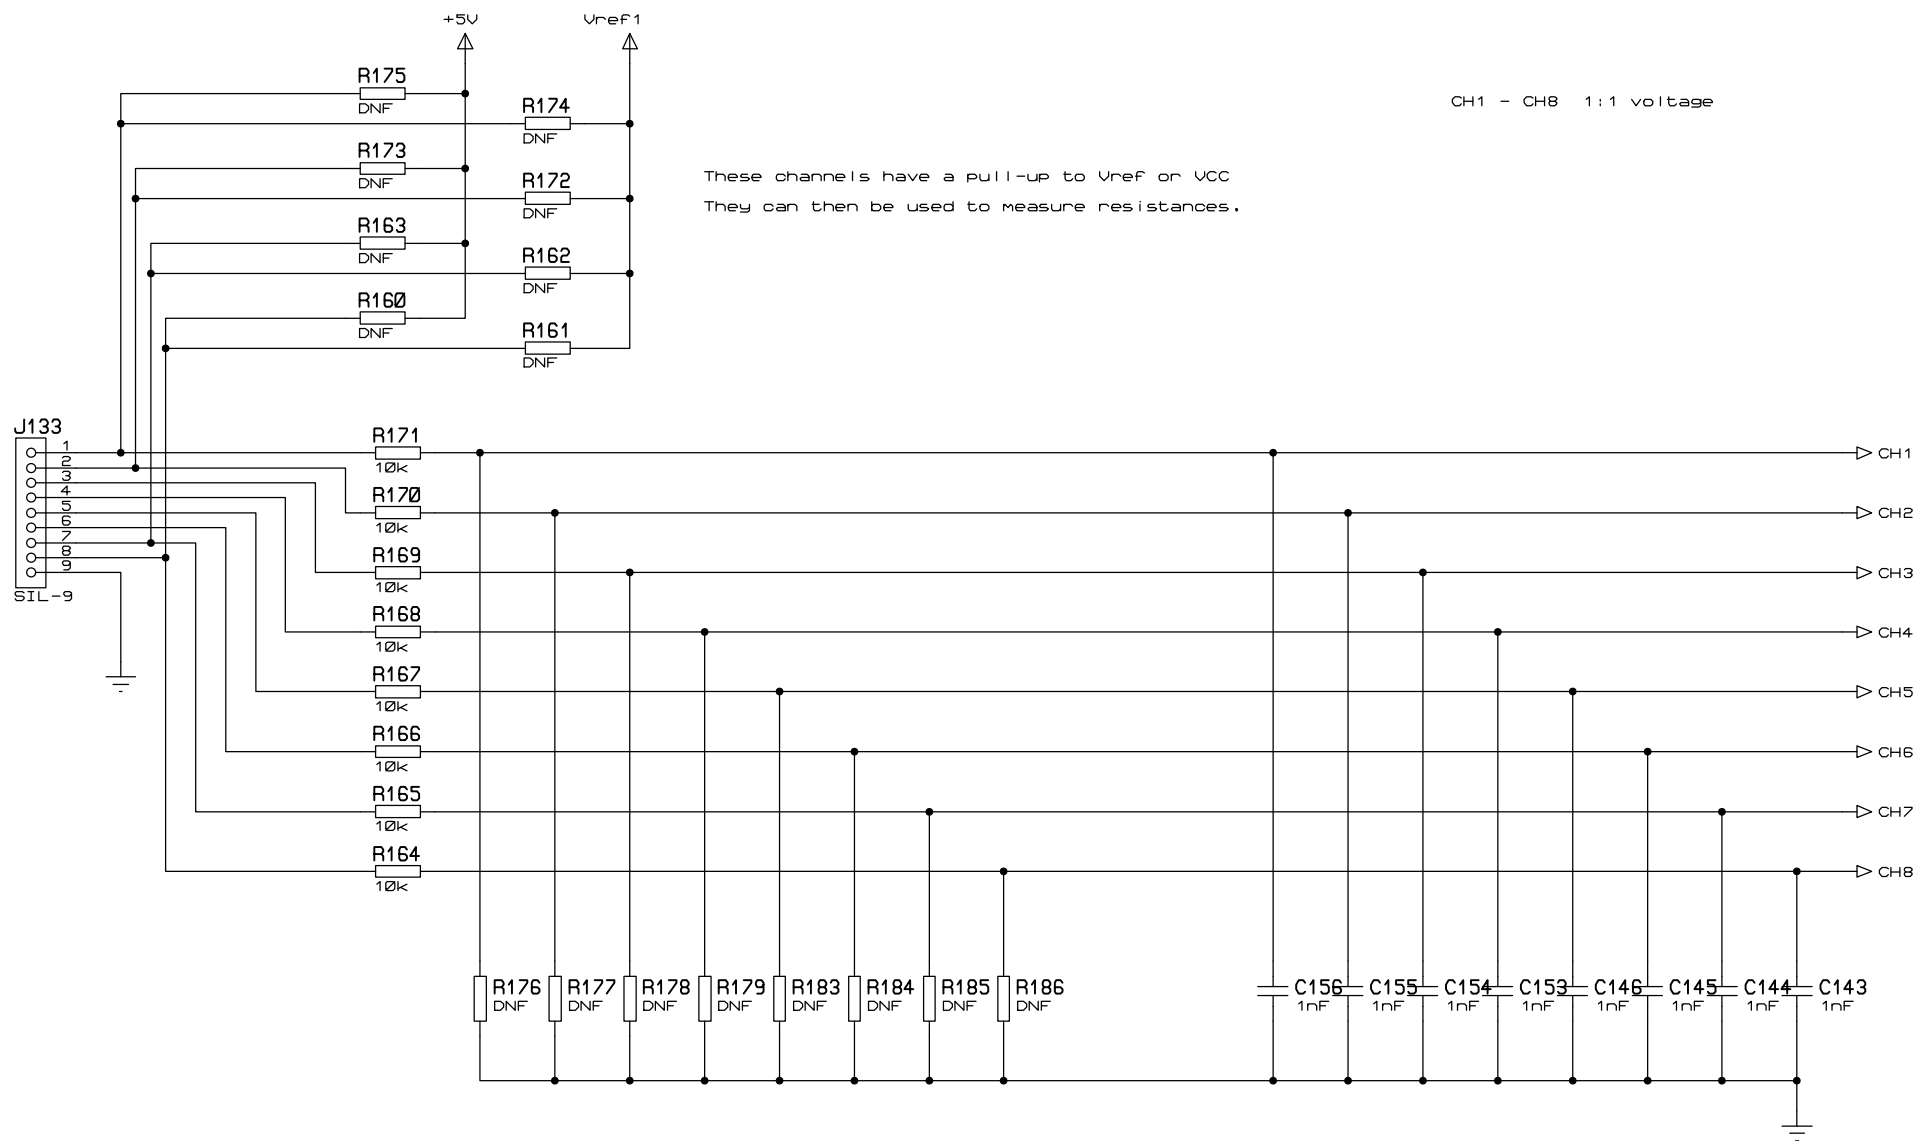 +5V
Vref1
R175
DNF
R174
DNF
CH1 - CH8 1:1 voltage
R173
DNF
R172
DNF
These channels have a pull-up to Vref or VCC
They can then be used to measure resistances.
R163
DNF
R162
DNF
R160
DNF
R161
DNF
J133
1
2
3
4
5
6
7
8
9
SIL-9
R171
10k
CH1
R170
10k
CH2
R169
10k
CH3
R168
10k
CH4
R167
10k
CH5
R166
10k
CH6
R165
10k
CH7
R164
10k
CH8
R176
DNF
R177
DNF
R178
DNF
R179
DNF
R183
DNF
R184
DNF
R185
DNF
R186
DNF
C156
1nF
C155
1nF
C154
1nF
C153
1nF
C146
1nF
C145
1nF
C144
1nF
C143
1nF